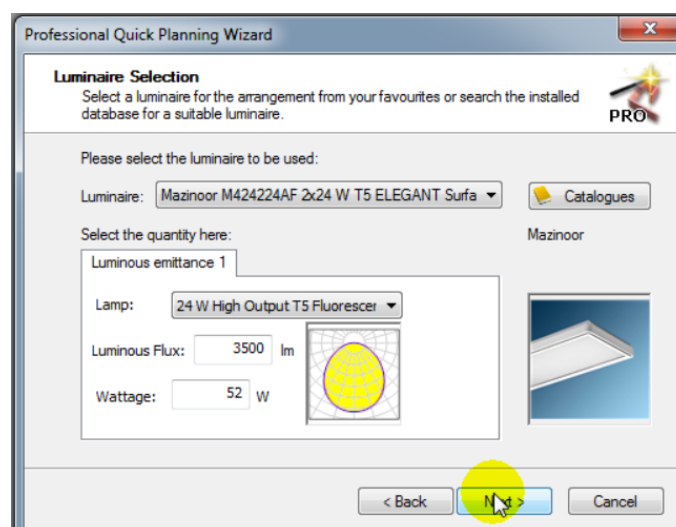 Professional Quick Planning Wizard
Luminaire Selection
Select a luminaire for the arrangement from your favourites or search the installed
database for a suitable luminaire.
PRO
Please select the luminaire to be used:
Luminaire: Mazinoor M424224AF 2x24 W T5 ELEGANT Surfa
Catalogues
Select the quantity here:
Mazinoor
Luminous emittance 1
Lamp: 24 W High Output T5 Fluorescer
Luminous Flux: 3500 lm
Wattage: 52 W
< Back Next > Cancel